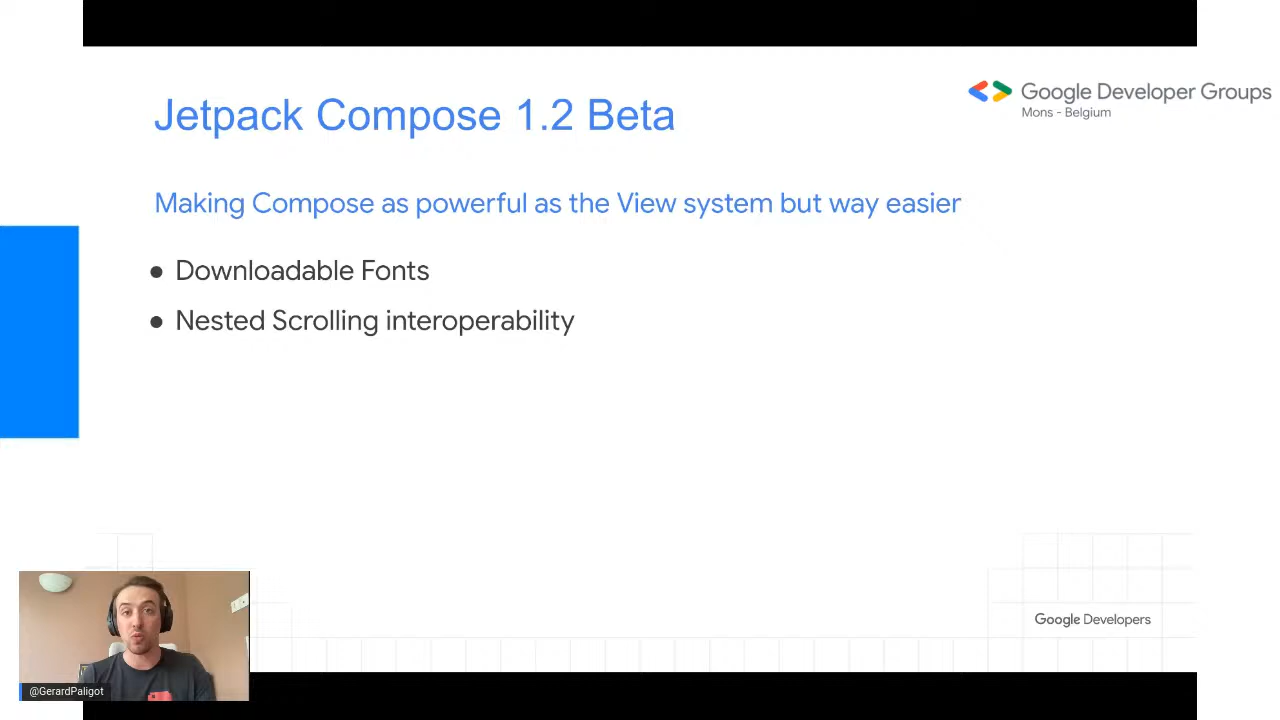 Jetpack Compose 1.2 Beta
Google Developer Groups
Mons - Belgium
Making Compose as powerful as the View system but way easier
● Downloadable Fonts
● Nested Scrolling interoperability
Google Developers
@GerardPaligot